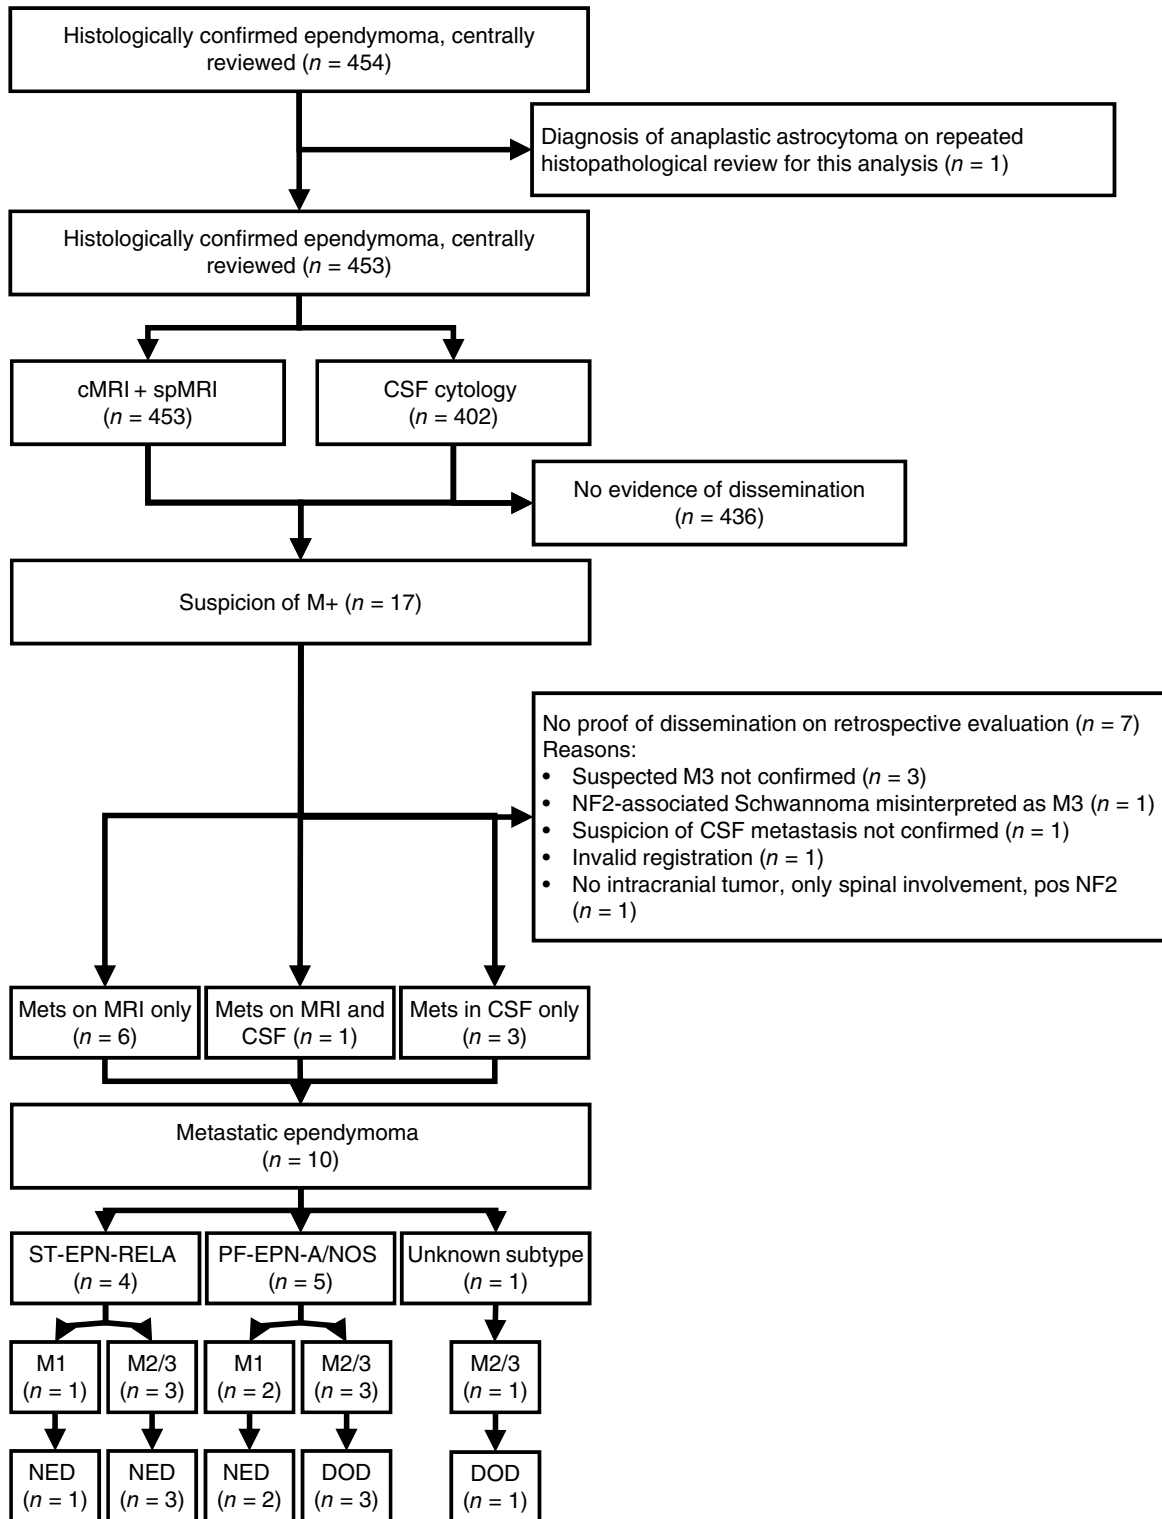 Histologically confirmed ependymoma, centrally
reviewed (n = 454)
Diagnosis of anaplastic astrocytoma on repeated
histopathological review for this analysis (n = 1)
Histologically confirmed ependymoma, centrally
reviewed (n = 453)
cMRI + spMRI
(n = 453)
CSF cytology
(n = 402)
No evidence of dissemination
(n = 436)
Suspicion of M+ (n = 17)
No proof of dissemination on retrospective evaluation (n = 7)
Reasons:
• Suspected M3 not confirmed (n = 3)
• NF2-associated Schwannoma misinterpreted as M3 (n = 1)
• Suspicion of CSF metastasis not confirmed (n = 1)
• Invalid registration (n = 1)
• No intracranial tumor, only spinal involvement, pos NF2
(n = 1)
Mets on MRI only
(n = 6)
Mets on MRI and
CSF (n = 1)
Mets in CSF only
(n = 3)
Metastatic ependymoma
(n = 10)
ST-EPN-RELA
(n = 4)
PF-EPN-A/NOS
(n = 5)
Unknown subtype
(n = 1)
M1
(n = 1)
M2/3
(n = 3)
M1
(n = 2)
M2/3
(n = 3)
M2/3
(n = 1)
NED
(n = 1)
NED
(n = 3)
NED
(n = 2)
DOD
(n = 3)
DOD
(n = 1)